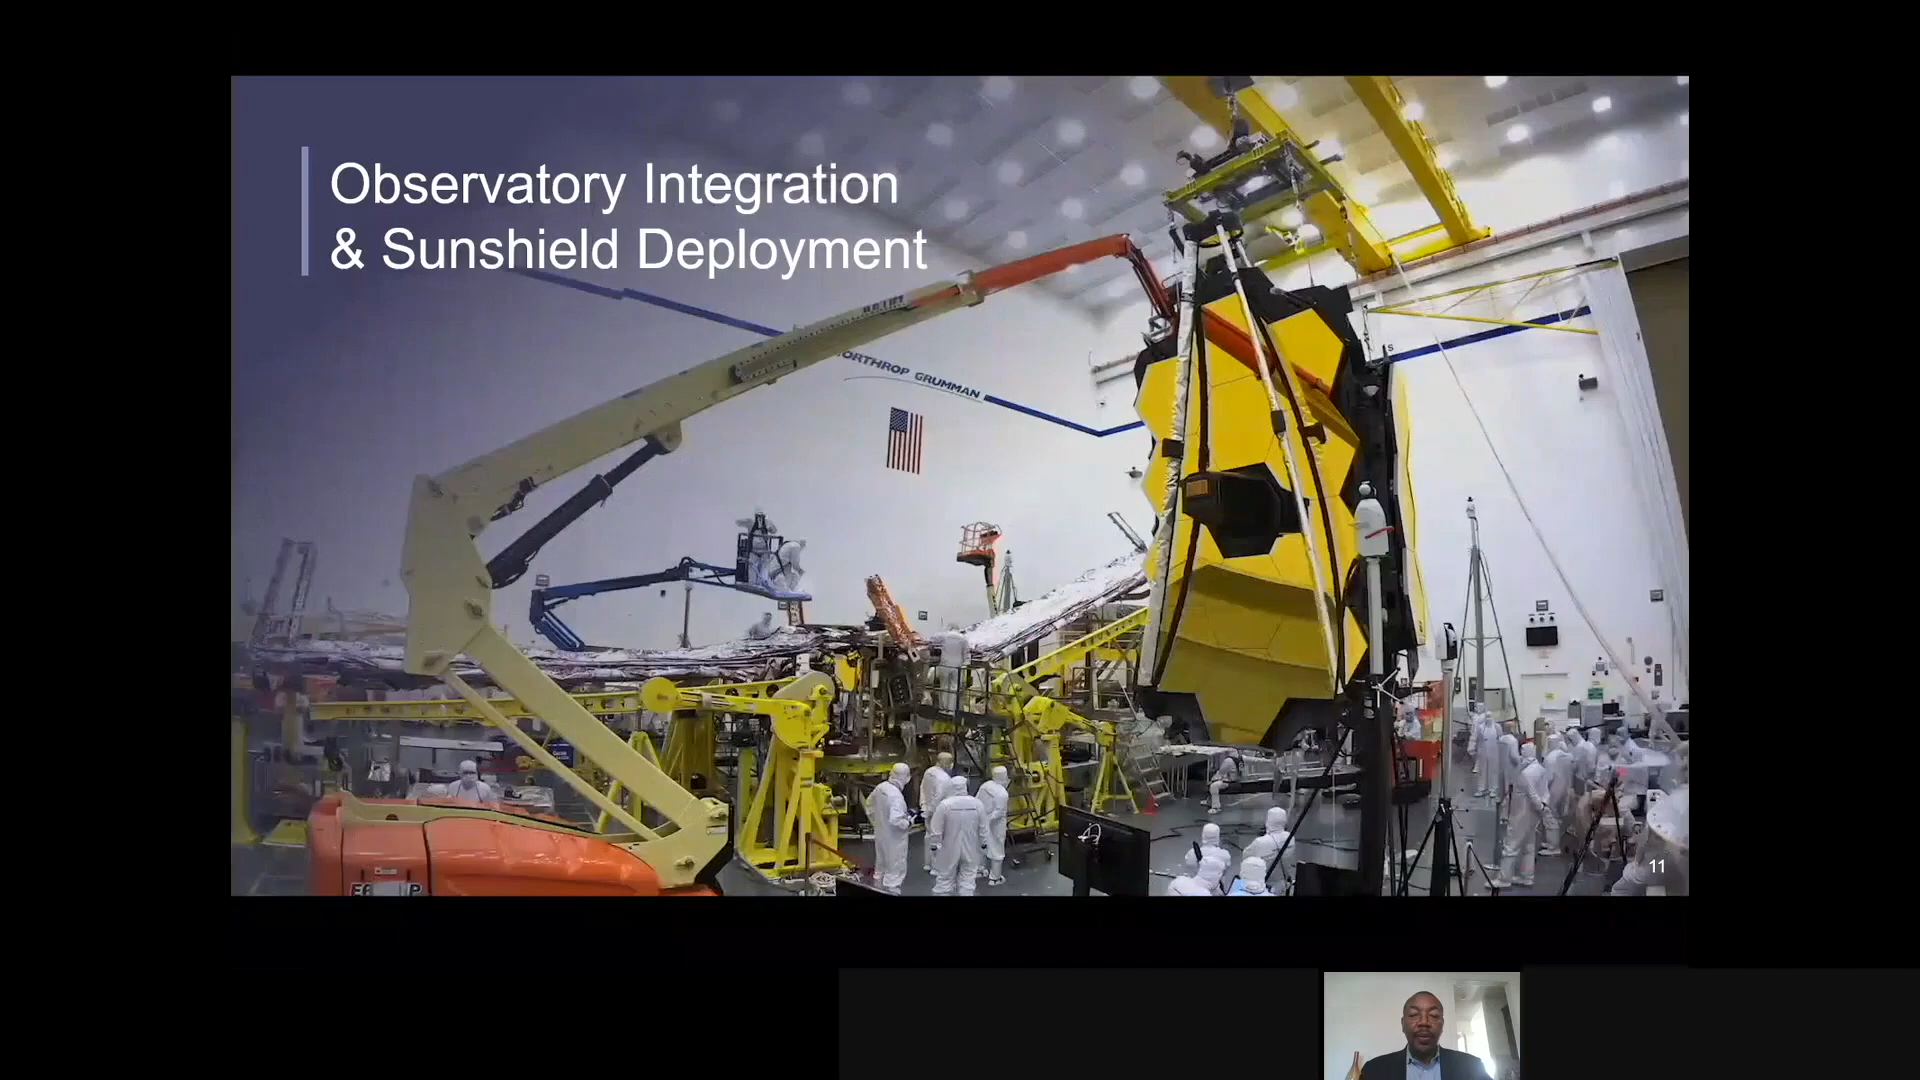 Observatory Integration
& Sunshield Deployment
NORTHROP GRUMMAN
11